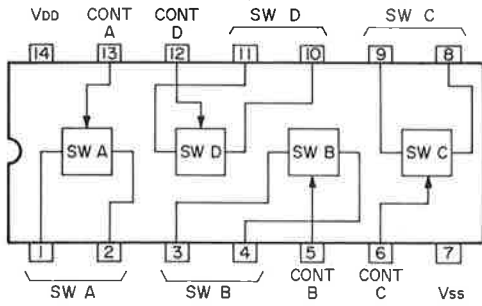 VDD CONT A CONT D SW D SW C
14 13 12 11 10 9 8
SW A SW D SW B SW C
1 2 3 4 5 6 7
SW A SW B CONT B CONT C VSS